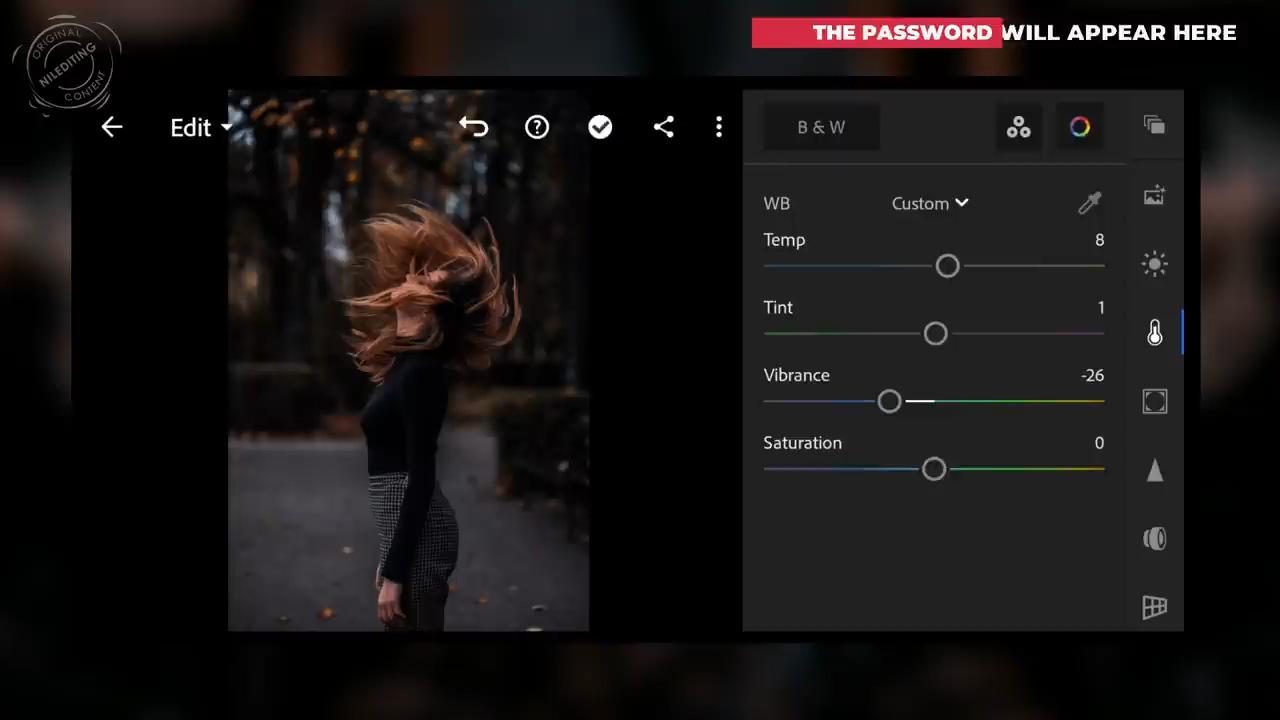 ORIGINAL
NILEDITING
CONTENT
THE PASSWORD WILL APPEAR HERE
Edit
B & W
WB Custom
Temp 8
Tint 1
Vibrance -26
Saturation 0